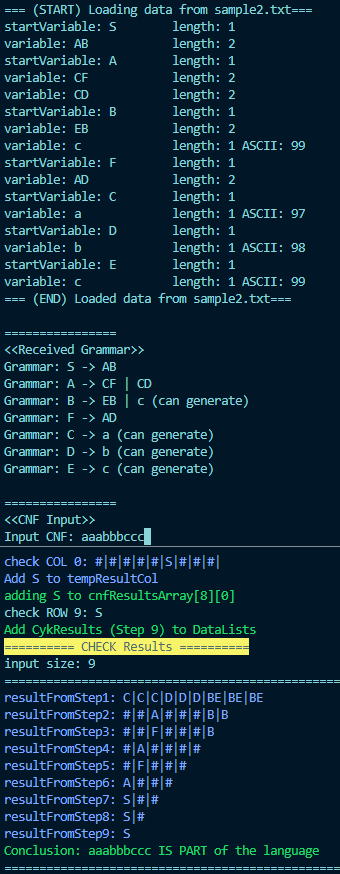 === (START) Loading data from sample2.txt===
startVariable: S length: 1
variable: AB length: 2
startVariable: A length: 1
variable: CF length: 2
variable: CD length: 2
startVariable: B length: 1
variable: EB length: 2
variable: c length: 1 ASCII: 99
startVariable: F length: 1
variable: AD length: 2
startVariable: C length: 1
variable: a length: 1 ASCII: 97
startVariable: D length: 1
variable: b length: 1 ASCII: 98
startVariable: E length: 1
variable: c length: 1 ASCII: 99
=== (END) Loaded data from sample2.txt===
================
<<Received Grammar>>
Grammar: S -> AB
Grammar: A -> CF | CD
Grammar: B -> EB | c (can generate)
Grammar: F -> AD
Grammar: C -> a (can generate)
Grammar: D -> b (can generate)
Grammar: E -> c (can generate)
================
<<CNF Input>>
Input CNF: aaabbbccc
check COL 0: #|#|#|#|#|S|#|#|#|
Add S to tempResultCol
adding S to cnfResultsArray[8][0]
check ROW 9: S
Add CykResults (Step 9) to DataLists
========== CHECK Results ==========
input size: 9
================================================
resultFromStep1: C|C|C|D|D|D|BE|BE|BE
resultFromStep2: #|#|A|#|#|#|B|B
resultFromStep3: #|#|F|#|#|#|B
resultFromStep4: #|A|#|#|#|#
resultFromStep5: #|F|#|#|#
resultFromStep6: A|#|#|#
resultFromStep7: S|#|#
resultFromStep8: S|#
resultFromStep9: S
Conclusion: aaabbbccc IS PART of the language
================================================